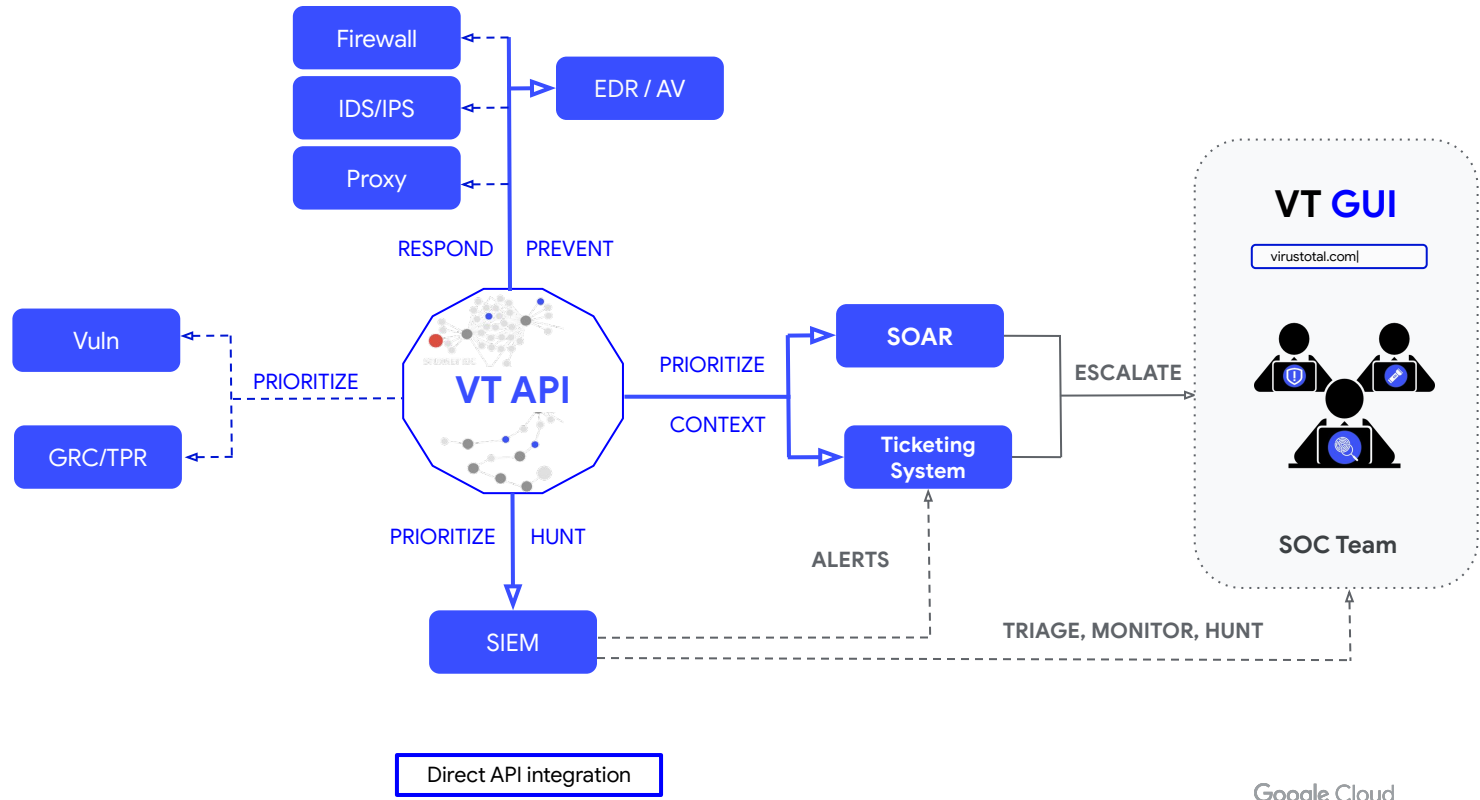 Firewall
EDR / AV
IDS/IPS
Proxy
RESPOND PREVENT
VT GUI
virustotal.com|
Vuln
PRIORITIZE
GRC/TPR
VT API
PRIORITIZE
CONTEXT
SOAR
Ticketing
System
ESCALATE
SOC Team
PRIORITIZE HUNT
ALERTS
SIEM
TRIAGE, MONITOR, HUNT
Direct API integration
Google Cloud